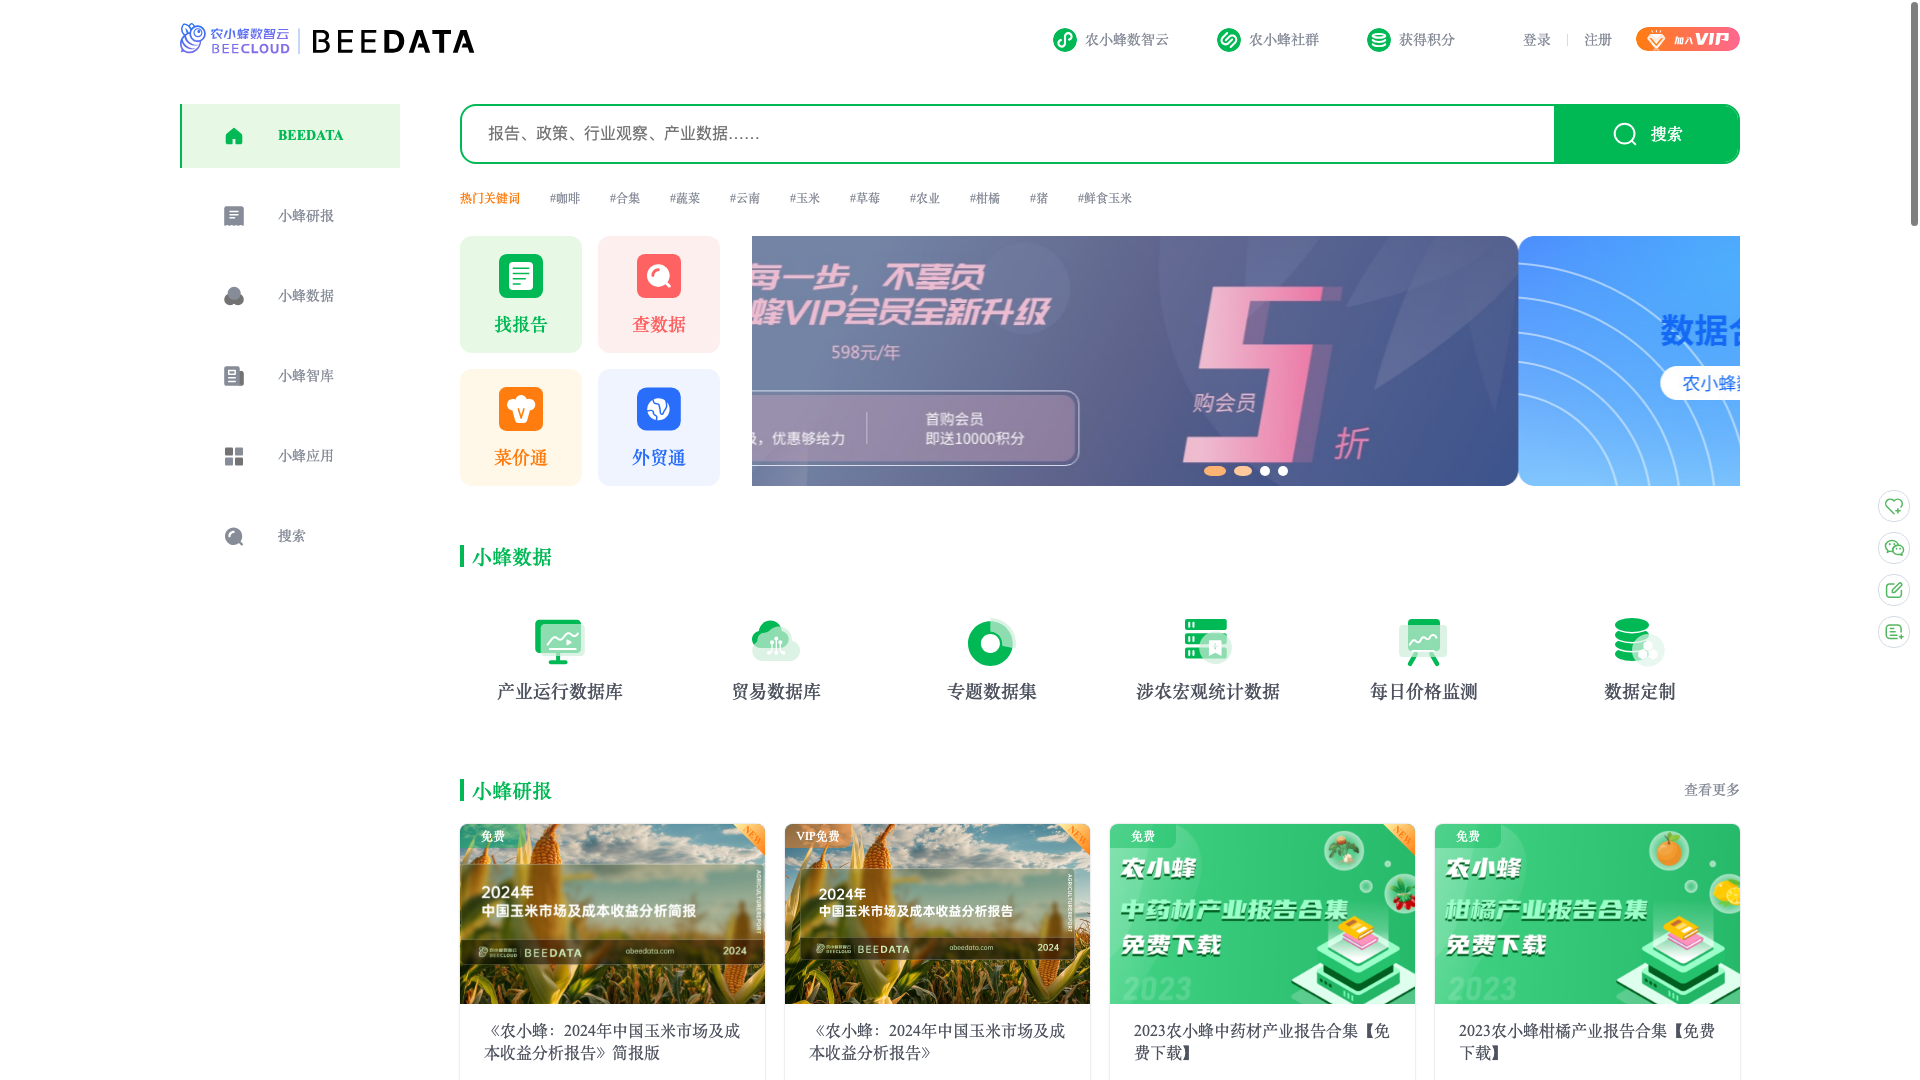 农小蜂数智云
BEECLOUD
BEEDATA
农小蜂数智云
农小蜂社群
获得积分
登录
注册
加入VIP
BEEDATA
小蜂研报
小蜂数据
小蜂智库
小蜂应用
搜索
报告、政策、行业观察、产业数据……
搜索
热门关键词 #咖啡 #合集 #蔬菜 #云南 #玉米 #草莓 #农业 #柑橘 #猪 #鲜食玉米
找报告
查数据
菜价通
外贸通
每一步，不辜负
蜂VIP会员全新升级
598元/年
，优惠够给力
首购会员
即送10000积分
购会员
5
折
数据合
农小蜂数
小蜂数据
产业运行数据库
贸易数据库
专题数据集
涉农宏观统计数据
每日价格监测
数据定制
小蜂研报
查看更多
免费
NEW
2024年
中国玉米市场及成本收益分析简报
农小蜂数智云
BEECLOUD
BEEDATA
abeedata.com
2024
《农小蜂：2024年中国玉米市场及成
本收益分析报告》简报版
VIP免费
NEW
2024年
中国玉米市场及成本收益分析报告
农小蜂数智云
BEECLOUD
BEEDATA
abeedata.com
2024
《农小蜂：2024年中国玉米市场及成
本收益分析报告》
免费
NEW
农小蜂
中药材产业报告合集
免费下载
2023
2023农小蜂中药材产业报告合集【免
费下载】
免费
农小蜂
柑橘产业报告合集
免费下载
2023
2023农小蜂柑橘产业报告合集【免费
下载】